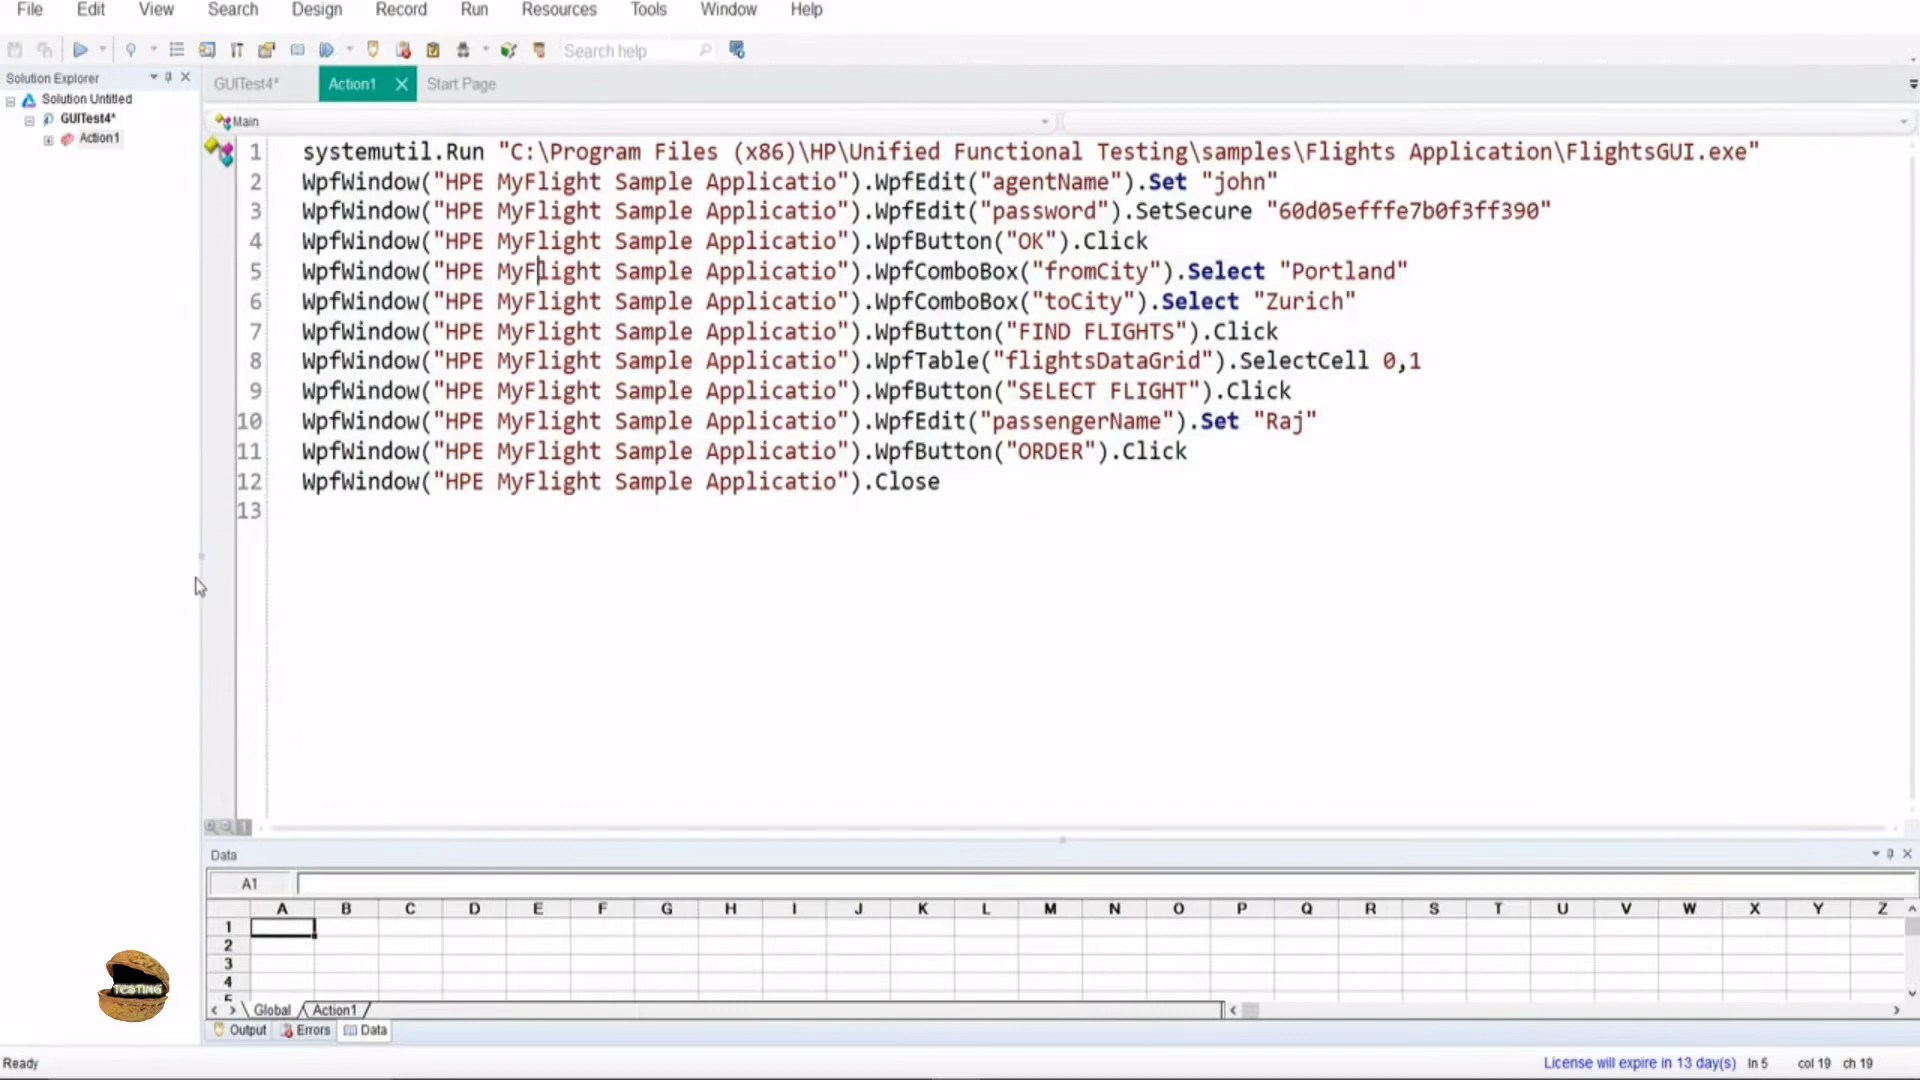 File Edit View Search Design Record Run Resources Tools Window Help
Search help
Solution Explorer
GUITest4* Action1 Start Page
Solution Untitled
GUITest4*
Action1
Main
1 systemutil.Run "C:\Program Files (x86)\HP\Unified Functional Testing\samples\Flights Application\FlightsGUI.exe"
2 WpfWindow("HPE MyFlight Sample Applicatio").WpfEdit("agentName").Set "john"
3 WpfWindow("HPE MyFlight Sample Applicatio").WpfEdit("password").SetSecure "60d05efffe7b0f3ff390"
4 WpfWindow("HPE MyFlight Sample Applicatio").WpfButton("OK").Click
5 WpfWindow("HPE MyFlight Sample Applicatio").WpfComboBox("fromCity").Select "Portland"
6 WpfWindow("HPE MyFlight Sample Applicatio").WpfComboBox("toCity").Select "Zurich"
7 WpfWindow("HPE MyFlight Sample Applicatio").WpfButton("FIND FLIGHTS").Click
8 WpfWindow("HPE MyFlight Sample Applicatio").WpfTable("flightsDataGrid").SelectCell 0,1
9 WpfWindow("HPE MyFlight Sample Applicatio").WpfButton("SELECT FLIGHT").Click
10 WpfWindow("HPE MyFlight Sample Applicatio").WpfEdit("passengerName").Set "Raj"
11 WpfWindow("HPE MyFlight Sample Applicatio").WpfButton("ORDER").Click
12 WpfWindow("HPE MyFlight Sample Applicatio").Close
13
Data
A1
A B C D E F G H I J K L M N O P Q R S T U V W X Y Z
1
2
3
4
5
TESTING
Global Action1
Output Errors Data
Ready License will expire in 13 day(s) ln 5 col 19 ch 19